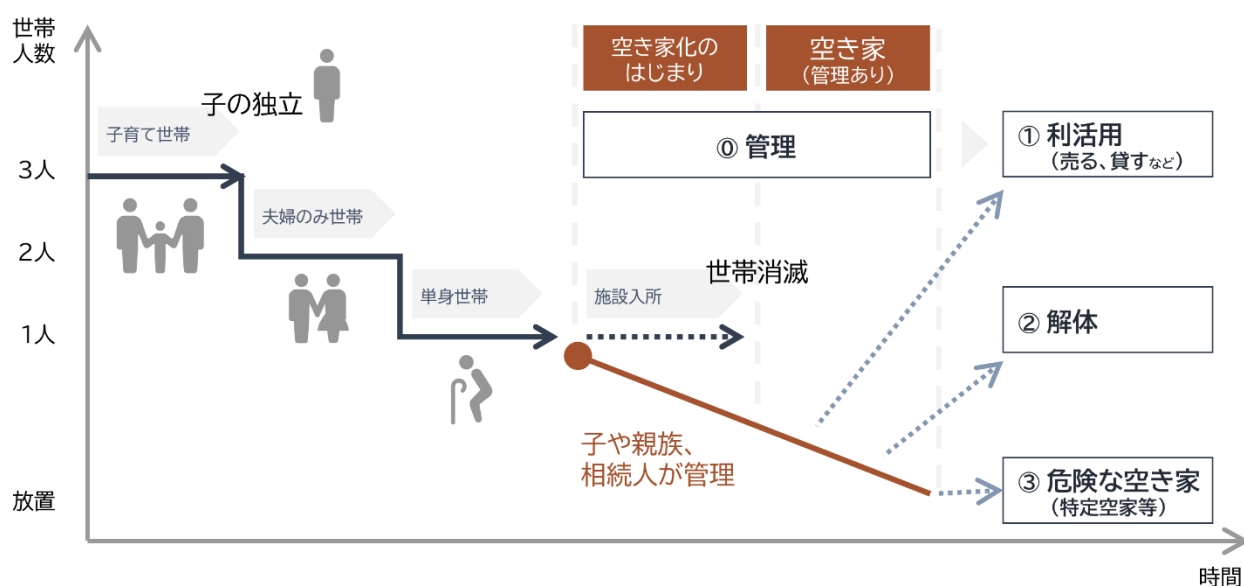 世帯
人数
空き家化の
はじまり
空き家
（管理あり）
子の独立
子育て世帯
⓪ 管理
① 利活用
（売る、貸すなど）
3人
夫婦のみ世帯
2人
単身世帯
施設入所
世帯消滅
② 解体
1人
子や親族、
相続人が管理
③ 危険な空き家
（特定空家等）
放置
時間